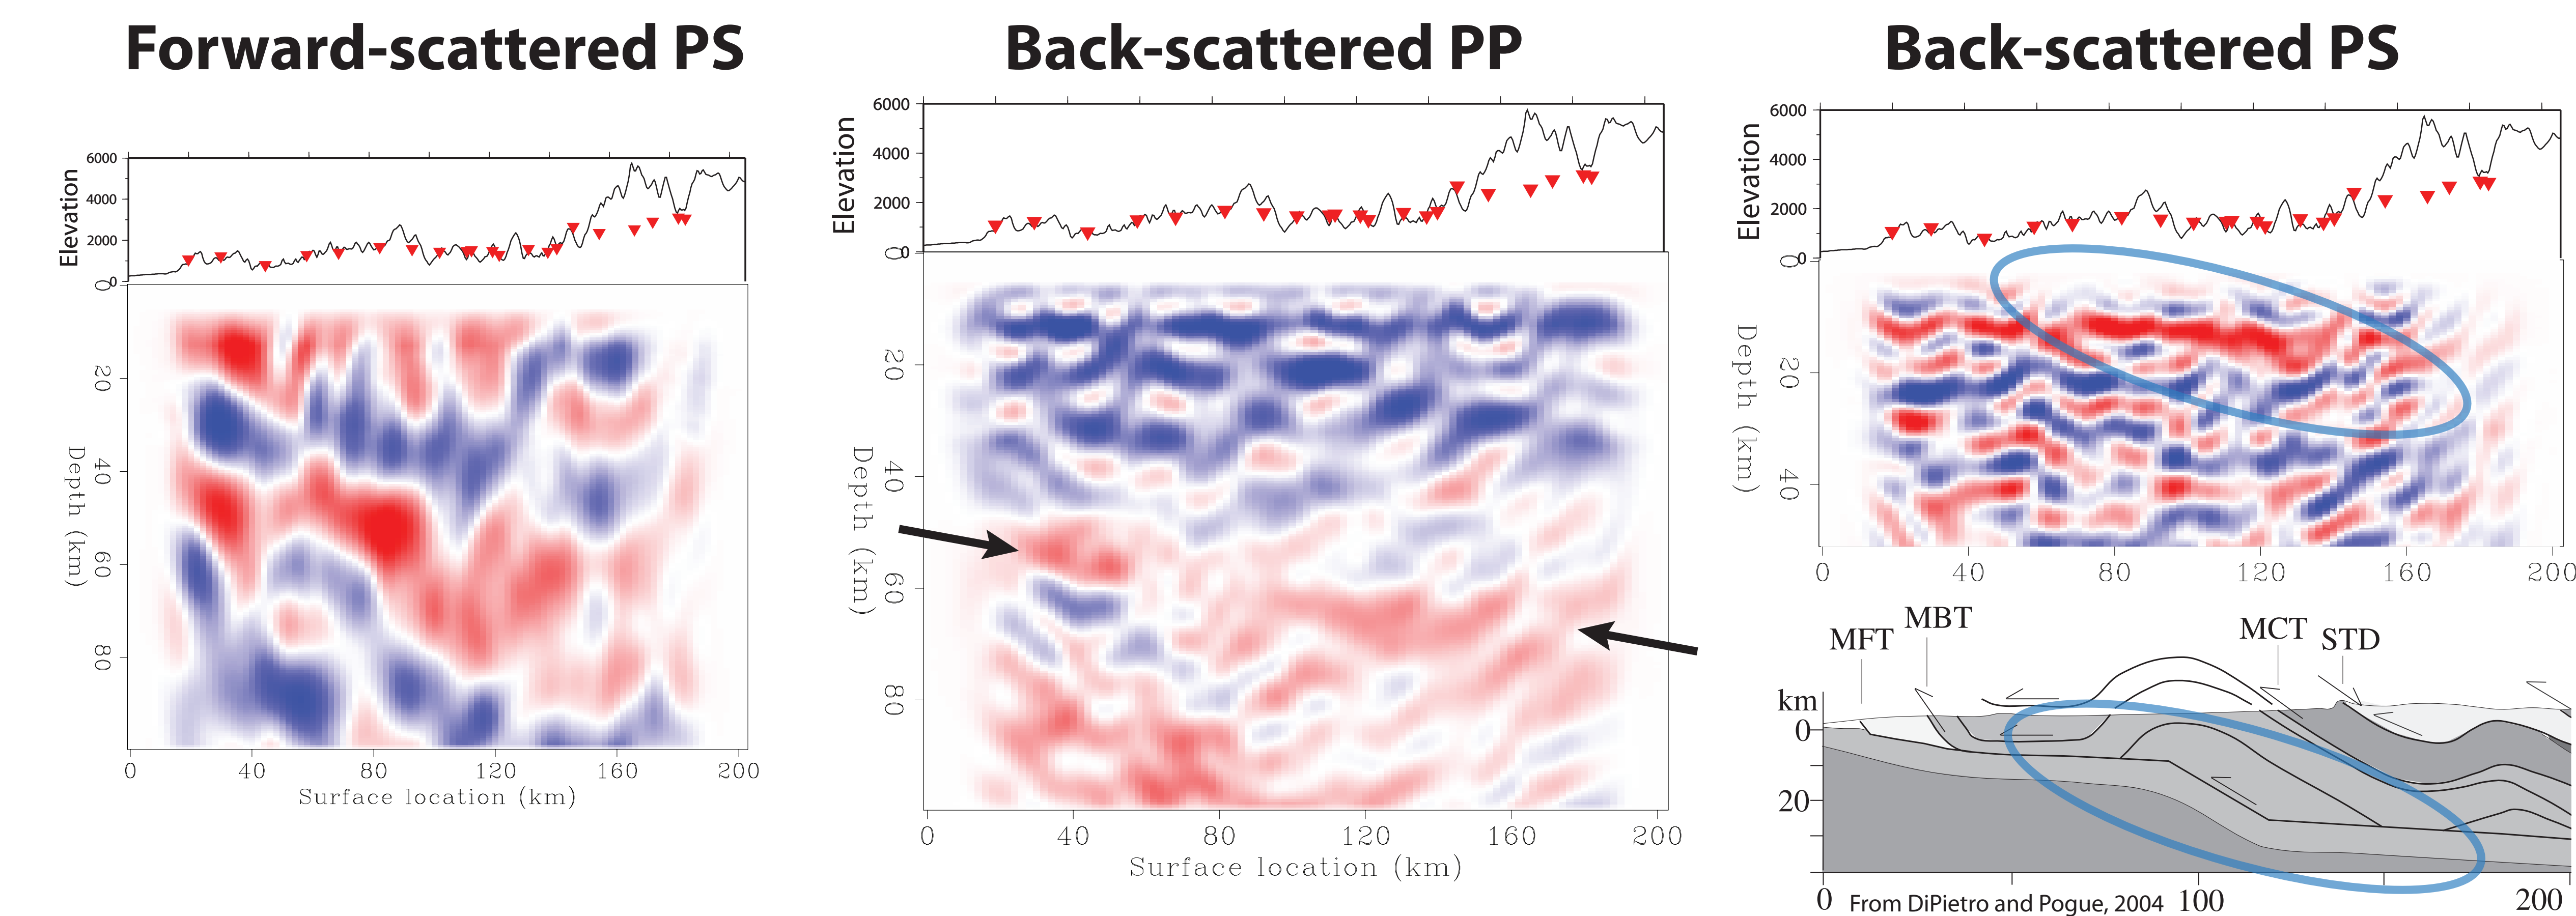 Forward-scattered PS
Elevation
6000
4000
2000
0
Depth (km)
0
20
40
60
80
0 40 80 120 160 200
Surface location (km)
Back-scattered PP
Elevation
6000
4000
2000
0
Depth (km)
0
20
40
60
80
0 40 80 120 160 200
Surface location (km)
Back-scattered PS
Elevation
6000
4000
2000
0
Depth (km)
0
20
40
0 40 80 120 160 200
MFT MBT MCT STD
km
0
20
0 100 200
From DiPietro and Pogue, 2004